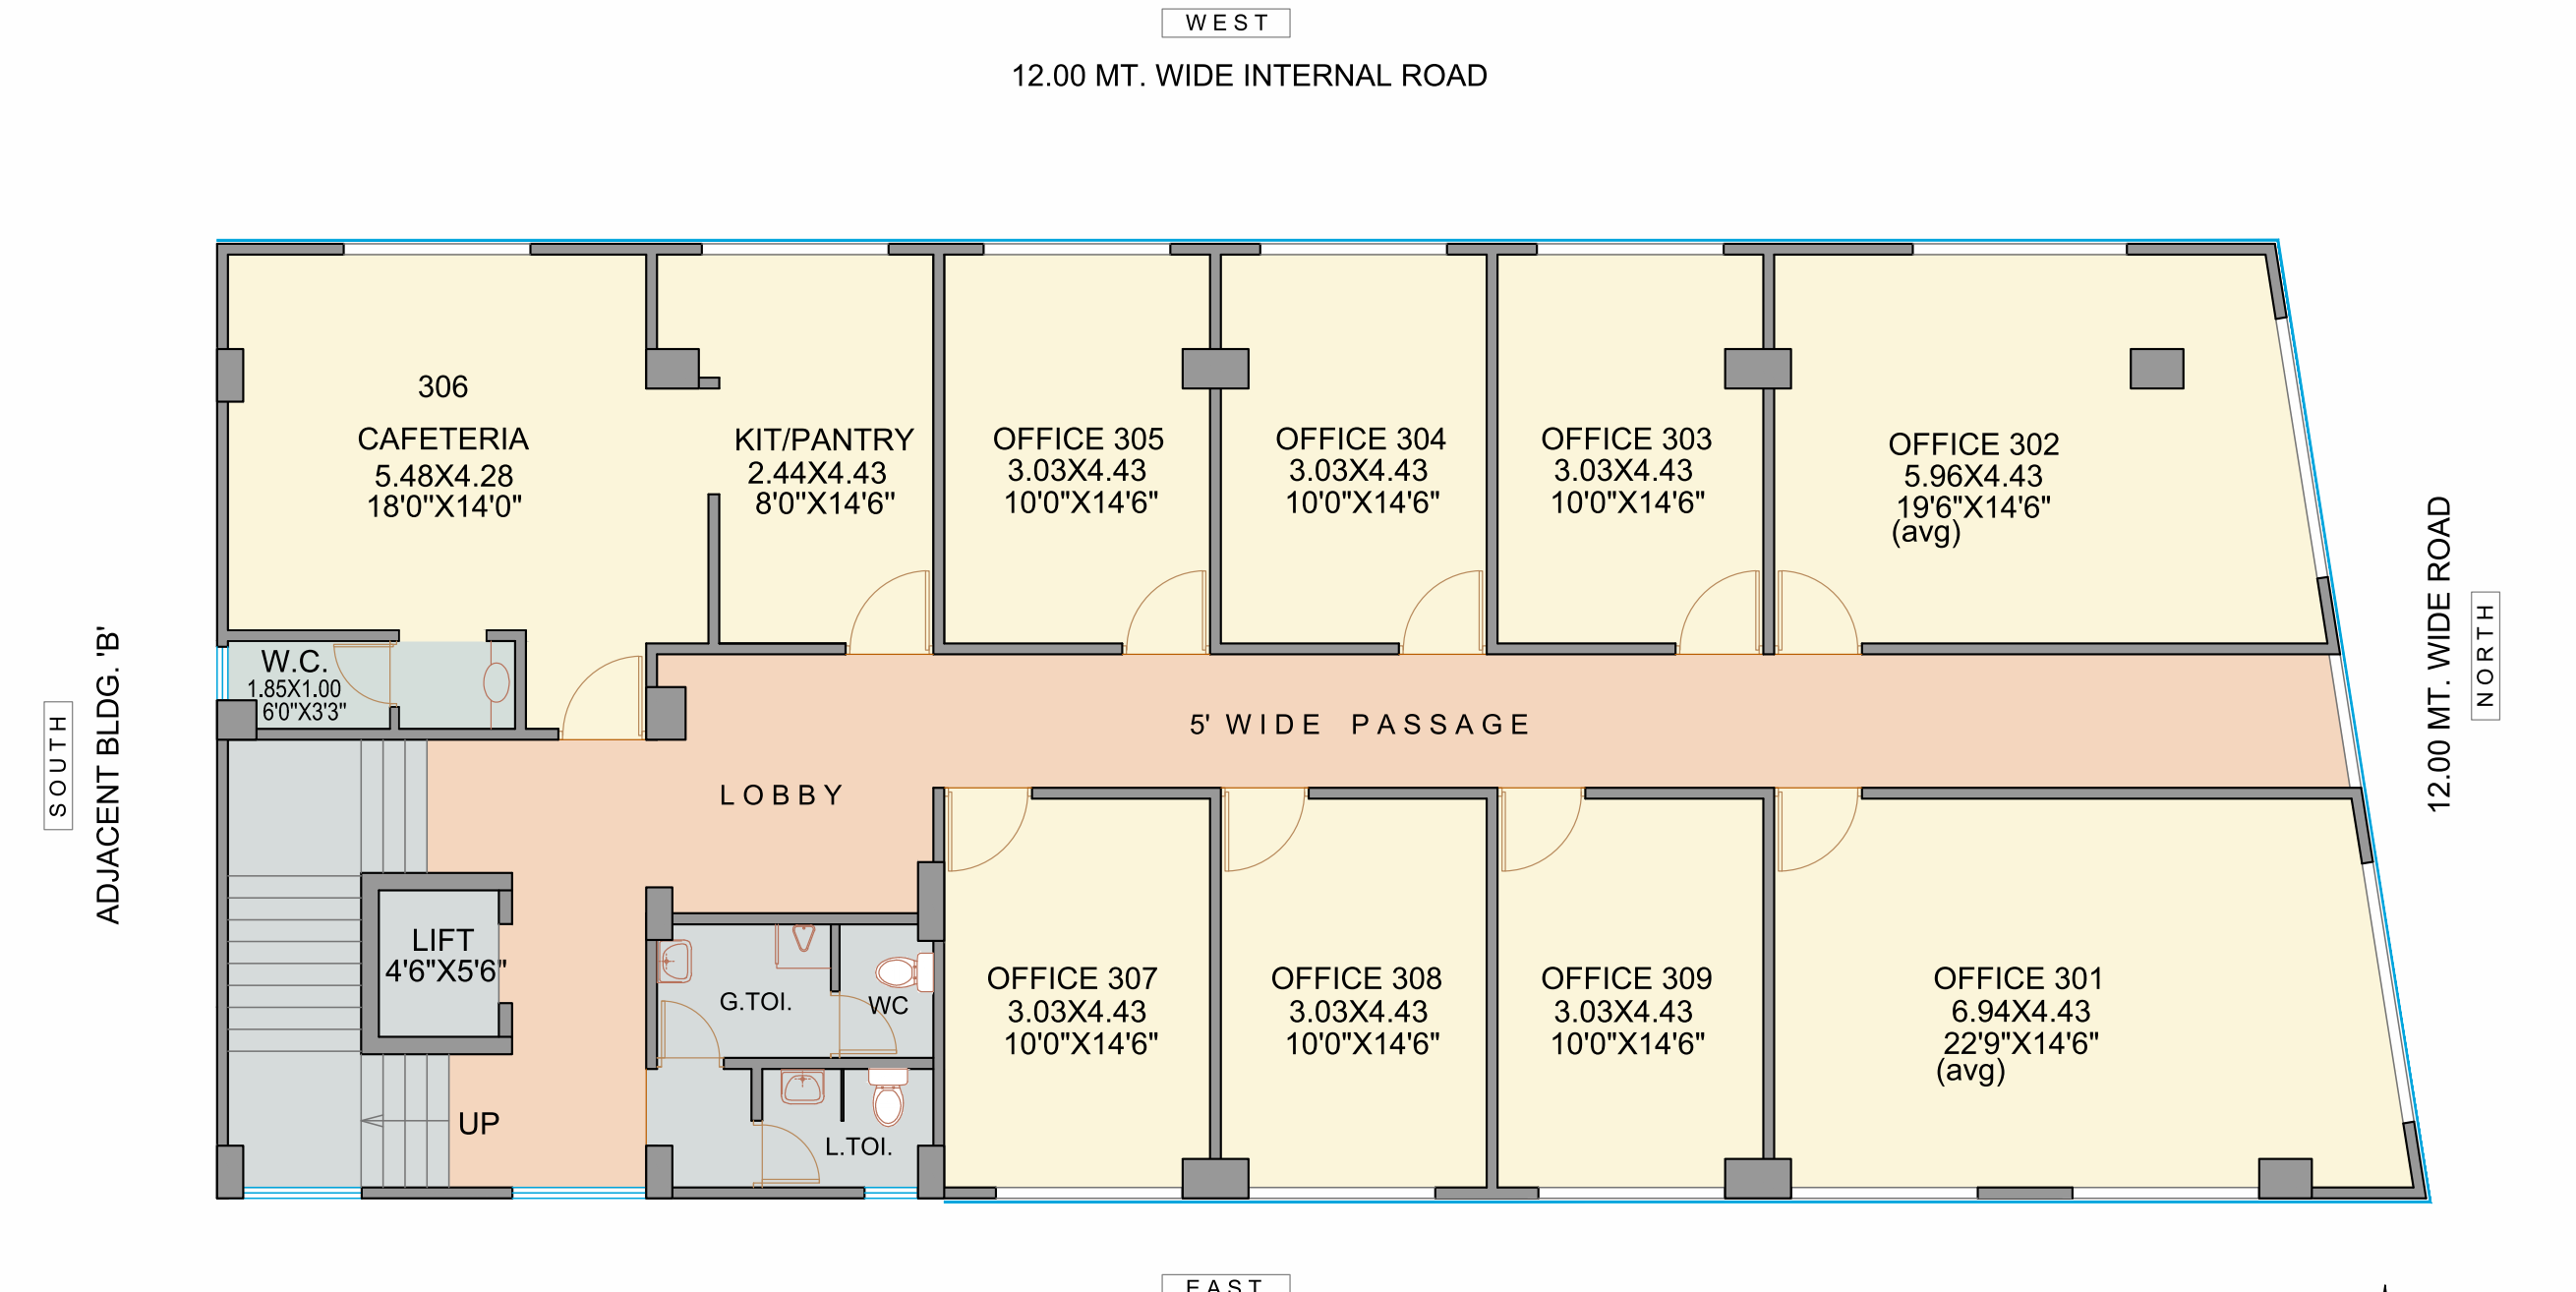 WEST
12.00 MT. WIDE INTERNAL ROAD
306
CAFETERIA
5.48X4.28
18'0"X14'0"
KIT/PANTRY
2.44X4.43
8'0"X14'6"
OFFICE 305
3.03X4.43
10'0"X14'6"
OFFICE 304
3.03X4.43
10'0"X14'6"
OFFICE 303
3.03X4.43
10'0"X14'6"
OFFICE 302
5.96X4.43
19'6"X14'6"
(avg)
W.C.
1.85X1.00
6'0"X3'3"
SOUTH
ADJACENT BLDG. 'B'
5' WIDE PASSAGE
LOBBY
12.00 MT. WIDE ROAD.
NORTH
LIFT
4'6"X5'6"
UP
G.TOI.
WC
L.TOI.
OFFICE 307
3.03X4.43
10'0"X14'6"
OFFICE 308
3.03X4.43
10'0"X14'6"
OFFICE 309
3.03X4.43
10'0"X14'6"
OFFICE 301
6.94X4.43
22'9"X14'6"
(avg)
EAST